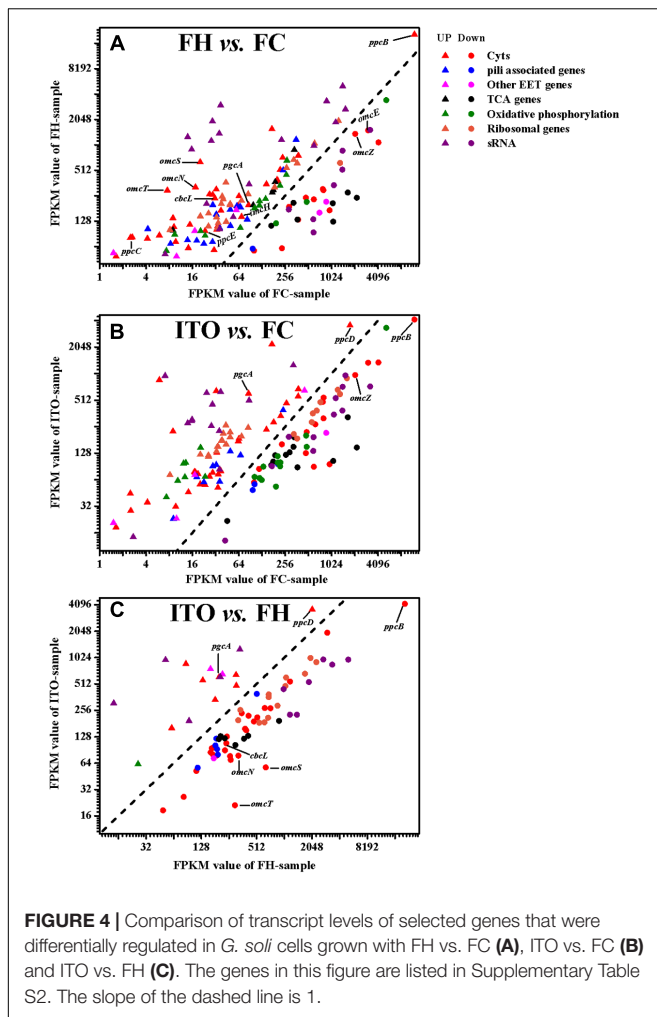 A
FH vs. FC
UP Down
Cyts
pili associated genes
Other EET genes
TCA genes
Oxidative phosphorylation
Ribosomal genes
sRNA
FPKM value of FH-sample
8192
2048
512
128
ppcB
omcE
omcZ
omcS
omcN
pgcA
omcT
cbcL
omcH
ppcE
ppcC
1 4 16 64 256 1024 4096
FPKM value of FC-sample
B
ITO vs. FC
FPKM value of ITO-sample
2048
512
128
32
ppcD
ppcB
pgcA
omcZ
1 4 16 64 256 1024 4096
FPKM value of FC-sample
C
ITO vs. FH
FPKM value of ITO-sample
4096
2048
1024
512
256
128
64
32
16
ppcD
ppcB
pgcA
cbcL
omcN
omcS
omcT
32 128 512 2048 8192
FPKM value of FH-sample
FIGURE 4 | Comparison of transcript levels of selected genes that were
differentially regulated in G. soli cells grown with FH vs. FC (A), ITO vs. FC (B)
and ITO vs. FH (C). The genes in this figure are listed in Supplementary Table
S2. The slope of the dashed line is 1.